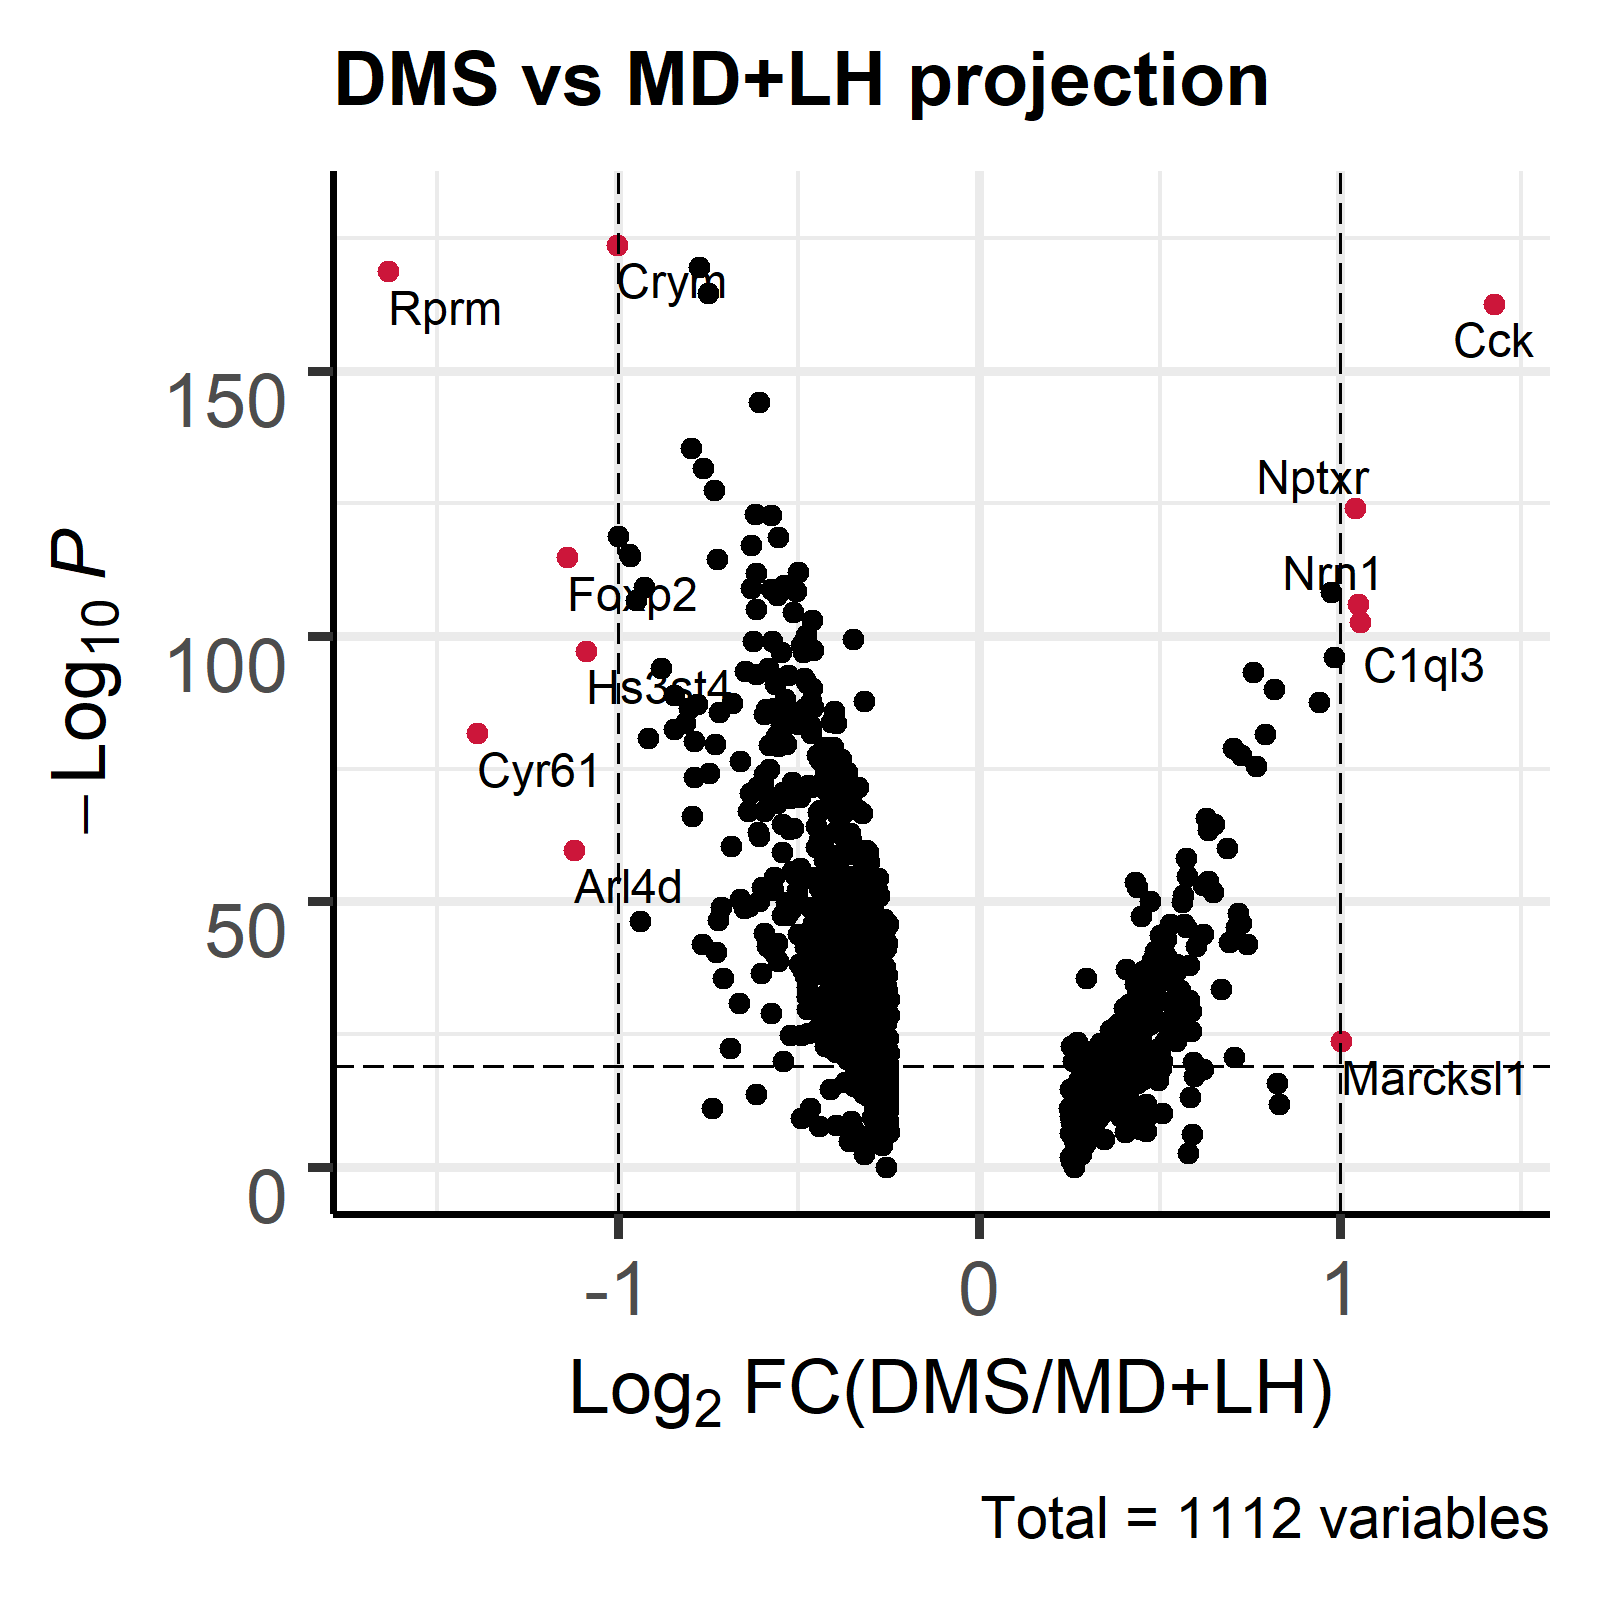 DMS vs MD+LH projection
Crym
Rprm
Cck
150
Nptxr
Nrn1
Foxp2
100
C1ql3
Hs3st4
Cyr61
Arl4d
50
Marcksl1
0
−Log10 P
-1 0 1
Log2 FC(DMS/MD+LH)
Total = 1112 variables